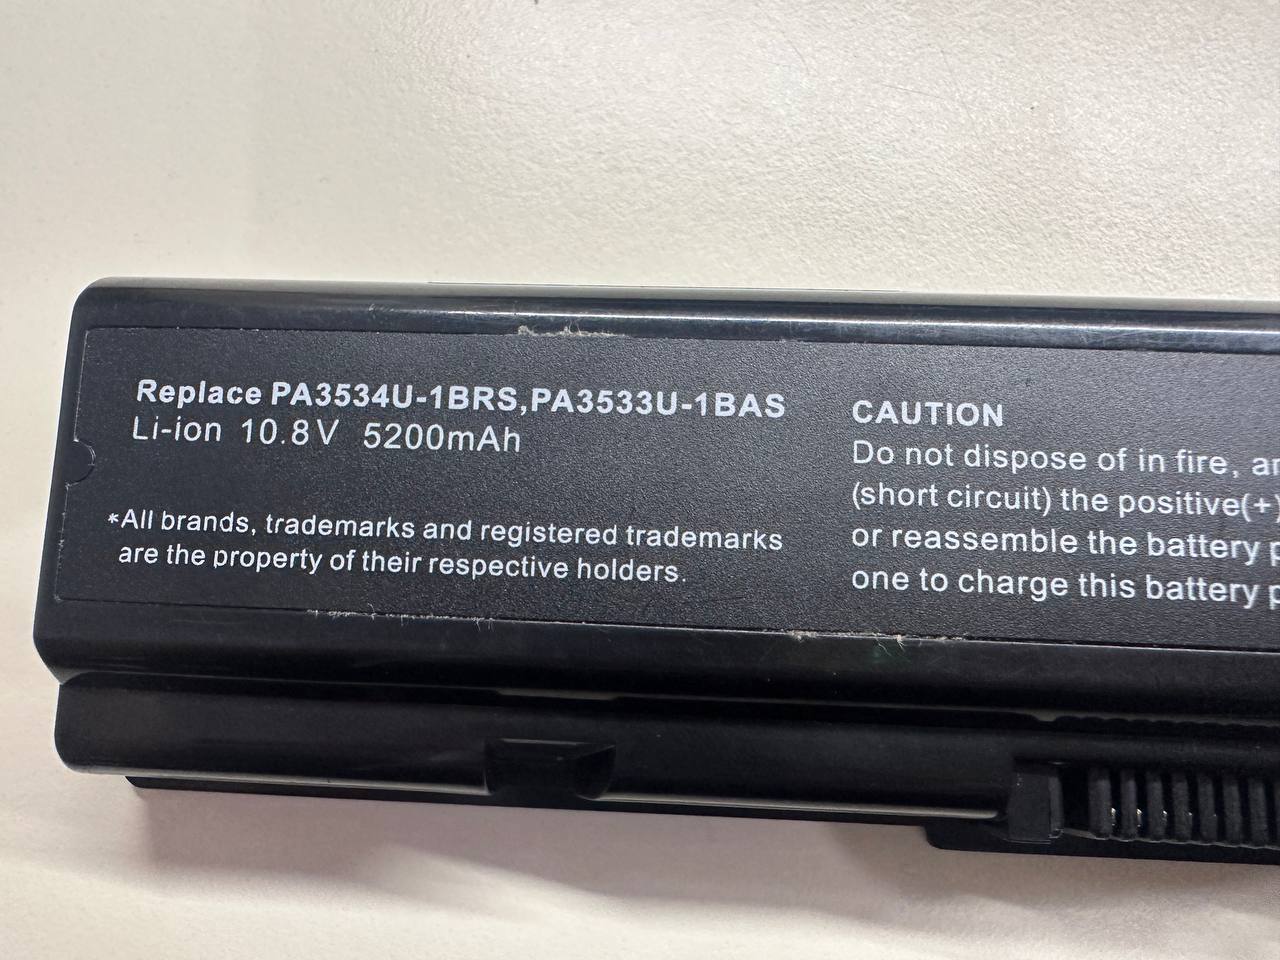 Replace PA3534U-1BRS,PA3533U-1BAS
Li-ion 10.8V 5200mAh
*All brands, trademarks and registered trademarks
are the property of their respective holders.
CAUTION
Do not dispose of in fire,
(short circuit) the positive(+)
or reassemble the battery
one to charge this battery